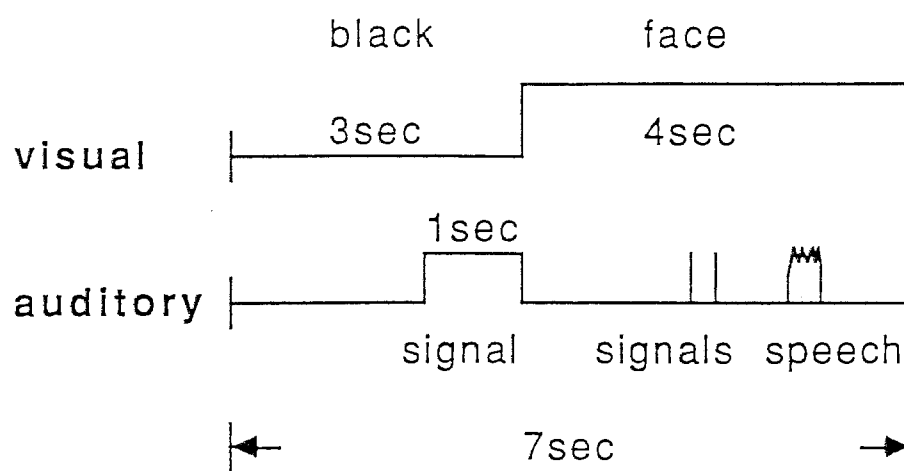 black face
3sec 4sec
visual
1sec
auditory
signal signals speech
7sec